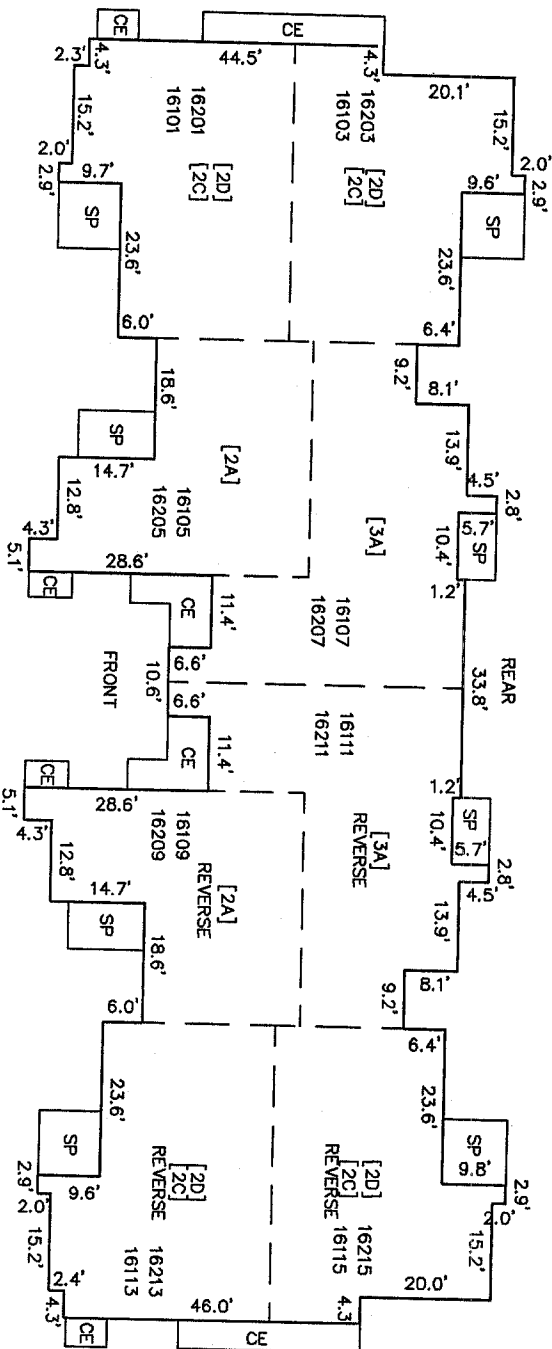 CE
CE
4.3'
2.3'
44.5'
4.3'
20.1'
15.2'
16201
16101
[2D]
[2C]
16203
16103
[2D]
[2C]
15.2'
2.0'
2.9'
9.7'
SP
2.0'
2.9'
9.6'
SP
23.6'
6.0'
23.6'
6.4'
9.2'
8.1'
18.6'
SP
14.7'
[2A]
13.9'
4.5'
2.8'
12.8'
4.3'
5.1'
16105
16205
[3A]
10.4'
5.7'
SP
1.2'
28.6'
CE
CE
11.4'
16107
16207
REAR
FRONT
10.6'
6.6'
6.6'
33.8'
16111
16211
CE
CE
11.4'
5.1'
4.3'
28.6'
1.2'
10.4'
SP
5.7'
2.8'
4.5'
12.8'
16109
16209
[2A]
REVERSE
[3A]
REVERSE
14.7'
SP
18.6'
13.9'
8.1'
9.2'
6.0'
6.4'
23.6'
23.6'
SP
9.6'
2.9'
2.0'
SP
9.8'
2.9'
2.0'
[2D]
[2C]
REVERSE
[2D]
[2C]
REVERSE
15.2'
2.4'
4.3'
16213
16113
16215
16115
15.2'
20.0'
46.0'
4.3
CE
CE